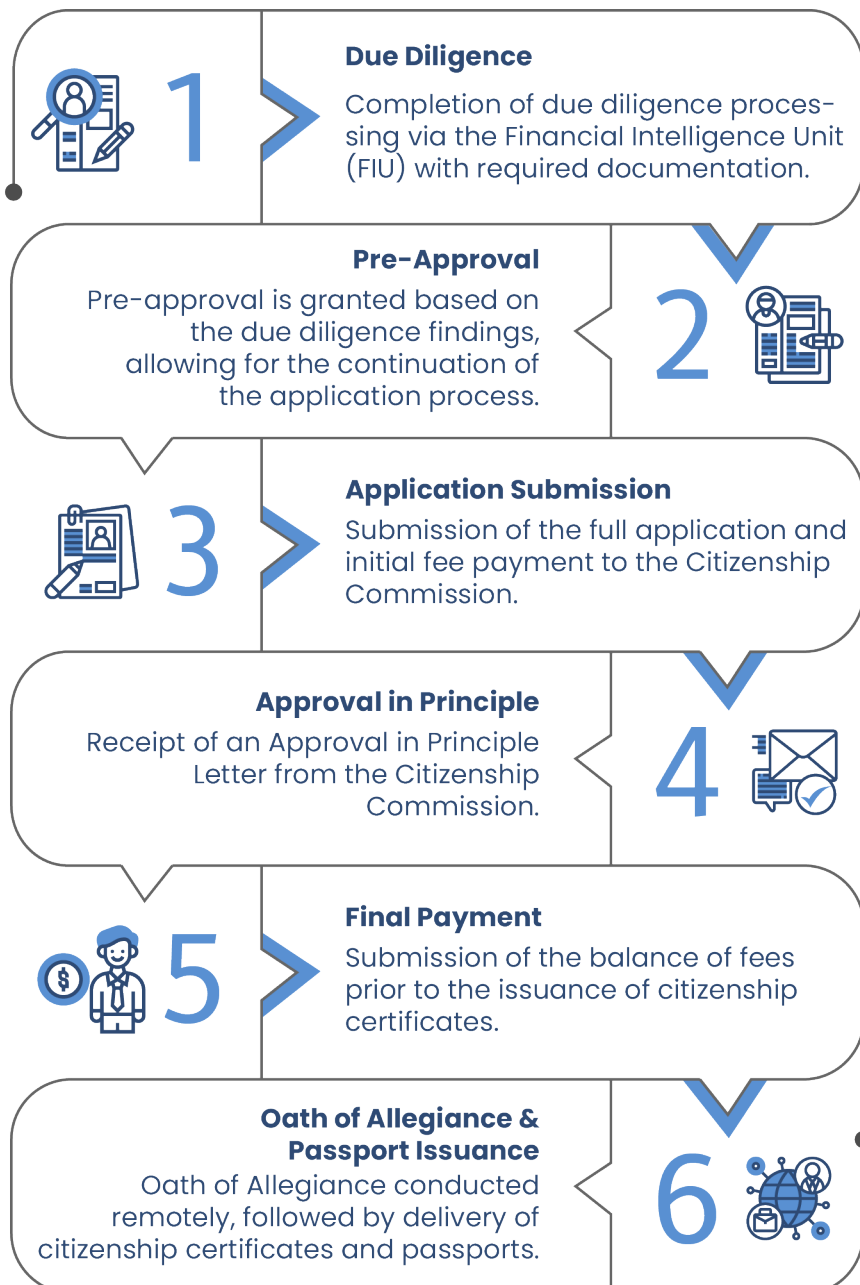 1
Due Diligence
Completion of due diligence proces-
sing via the Financial Intelligence Unit
(FIU) with required documentation.
Pre-Approval
Pre-approval is granted based on
the due diligence findings,
allowing for the continuation of
the application process.
2
3
Application Submission
Submission of the full application and
initial fee payment to the Citizenship
Commission.
Approval in Principle
Receipt of an Approval in Principle
Letter from the Citizenship
Commission.
4
$
5
Final Payment
Submission of the balance of fees
prior to the issuance of citizenship
certificates.
Oath of Allegiance &
Passport Issuance
Oath of Allegiance conducted
remotely, followed by delivery of
citizenship certificates and passports.
6